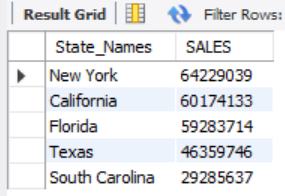 Result Grid Filter Rows:
State_Names SALES
New York 64229039
California 60174133
Florida 59283714
Texas 46359746
South Carolina 29285637